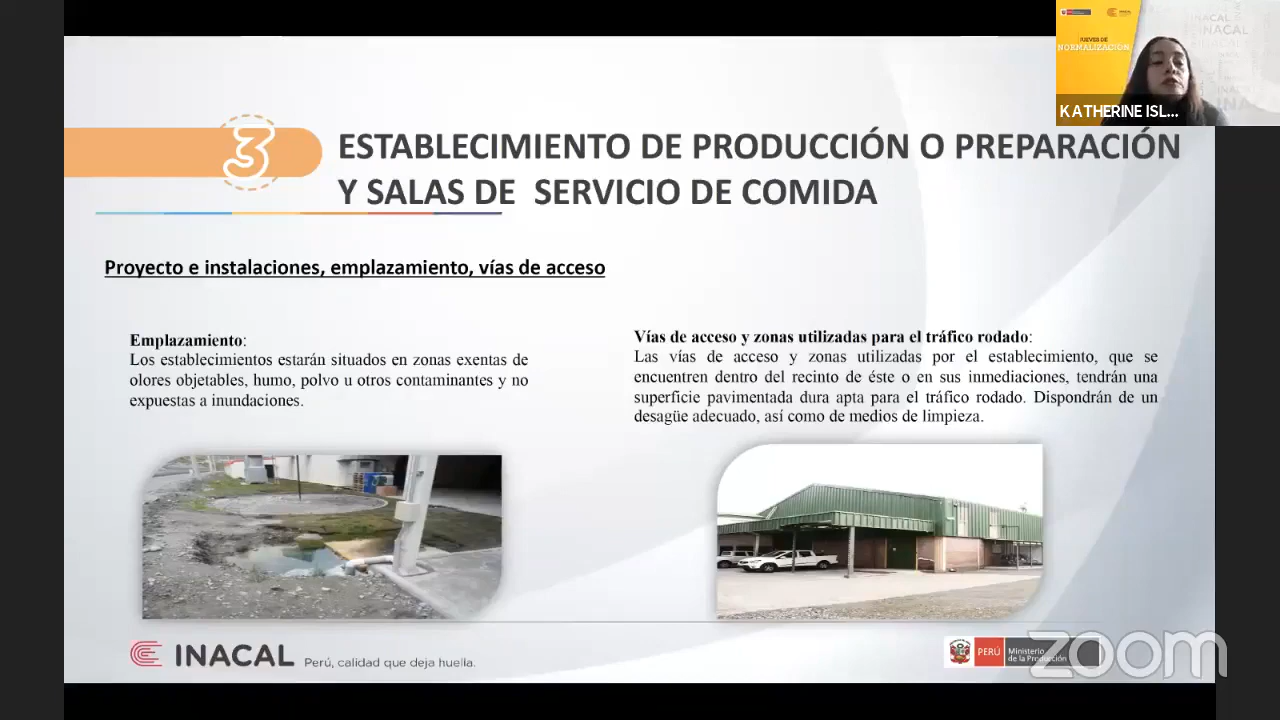 JUEVES DE
NORMALIZACIÓN
INACAL
INACAL
KATHERINE ISL...
3
ESTABLECIMIENTO DE PRODUCCIÓN O PREPARACIÓN
Y SALAS DE SERVICIO DE COMIDA
Proyecto e instalaciones, emplazamiento, vías de acceso
Emplazamiento:
Los establecimientos estarán situados en zonas exentas de
olores objetables, humo, polvo u otros contaminantes y no
expuestas a inundaciones.
Vías de acceso y zonas utilizadas para el tráfico rodado:
Las vías de acceso y zonas utilizadas por el establecimiento, que se
encuentren dentro del recinto de éste o en sus inmediaciones, tendrán una
superficie pavimentada dura apta para el tráfico rodado. Dispondrán de un
desagüe adecuado, así como de medios de limpieza.
INACAL Perú, calidad que deja huella.
PERÚ Ministerio
de la Producción
zoom